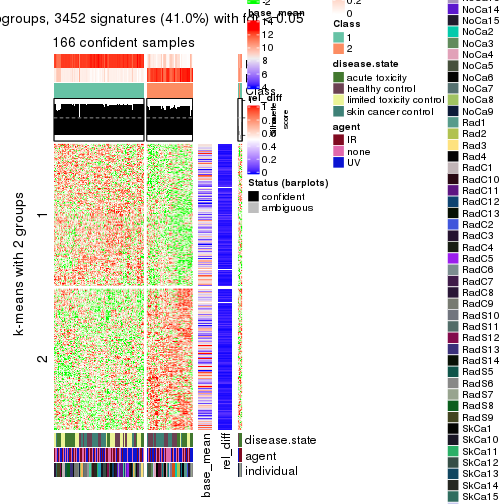 groups, 3452 signatures (41.0%) with fdr < 0.05
166 confident samples
k-means with 2 groups
1
2
base_mean
16
14
12
10
8
6
4
Class
rel_diff
1
0.8
0.6
0.4
0.2
0
score
Status (barplots)
confident
ambiguous
-2
0.2
0
Class
1
2
disease.state
acute toxicity
healthy control
limited toxicity control
skin cancer control
agent
IR
none
UV
disease.state
agent
individual
base_mean
rel_diff
NoCa14
NoCa15
NoCa2
NoCa3
NoCa4
NoCa5
NoCa6
NoCa7
NoCa8
NoCa9
Rad1
Rad2
Rad3
Rad4
RadC1
RadC10
RadC11
RadC12
RadC13
RadC2
RadC3
RadC4
RadC5
RadC6
RadC7
RadC8
RadC9
RadS10
RadS11
RadS12
RadS13
RadS14
RadS5
RadS6
RadS7
RadS8
RadS9
SkCa1
SkCa10
SkCa11
SkCa12
SkCa13
SkCa14
SkCa15